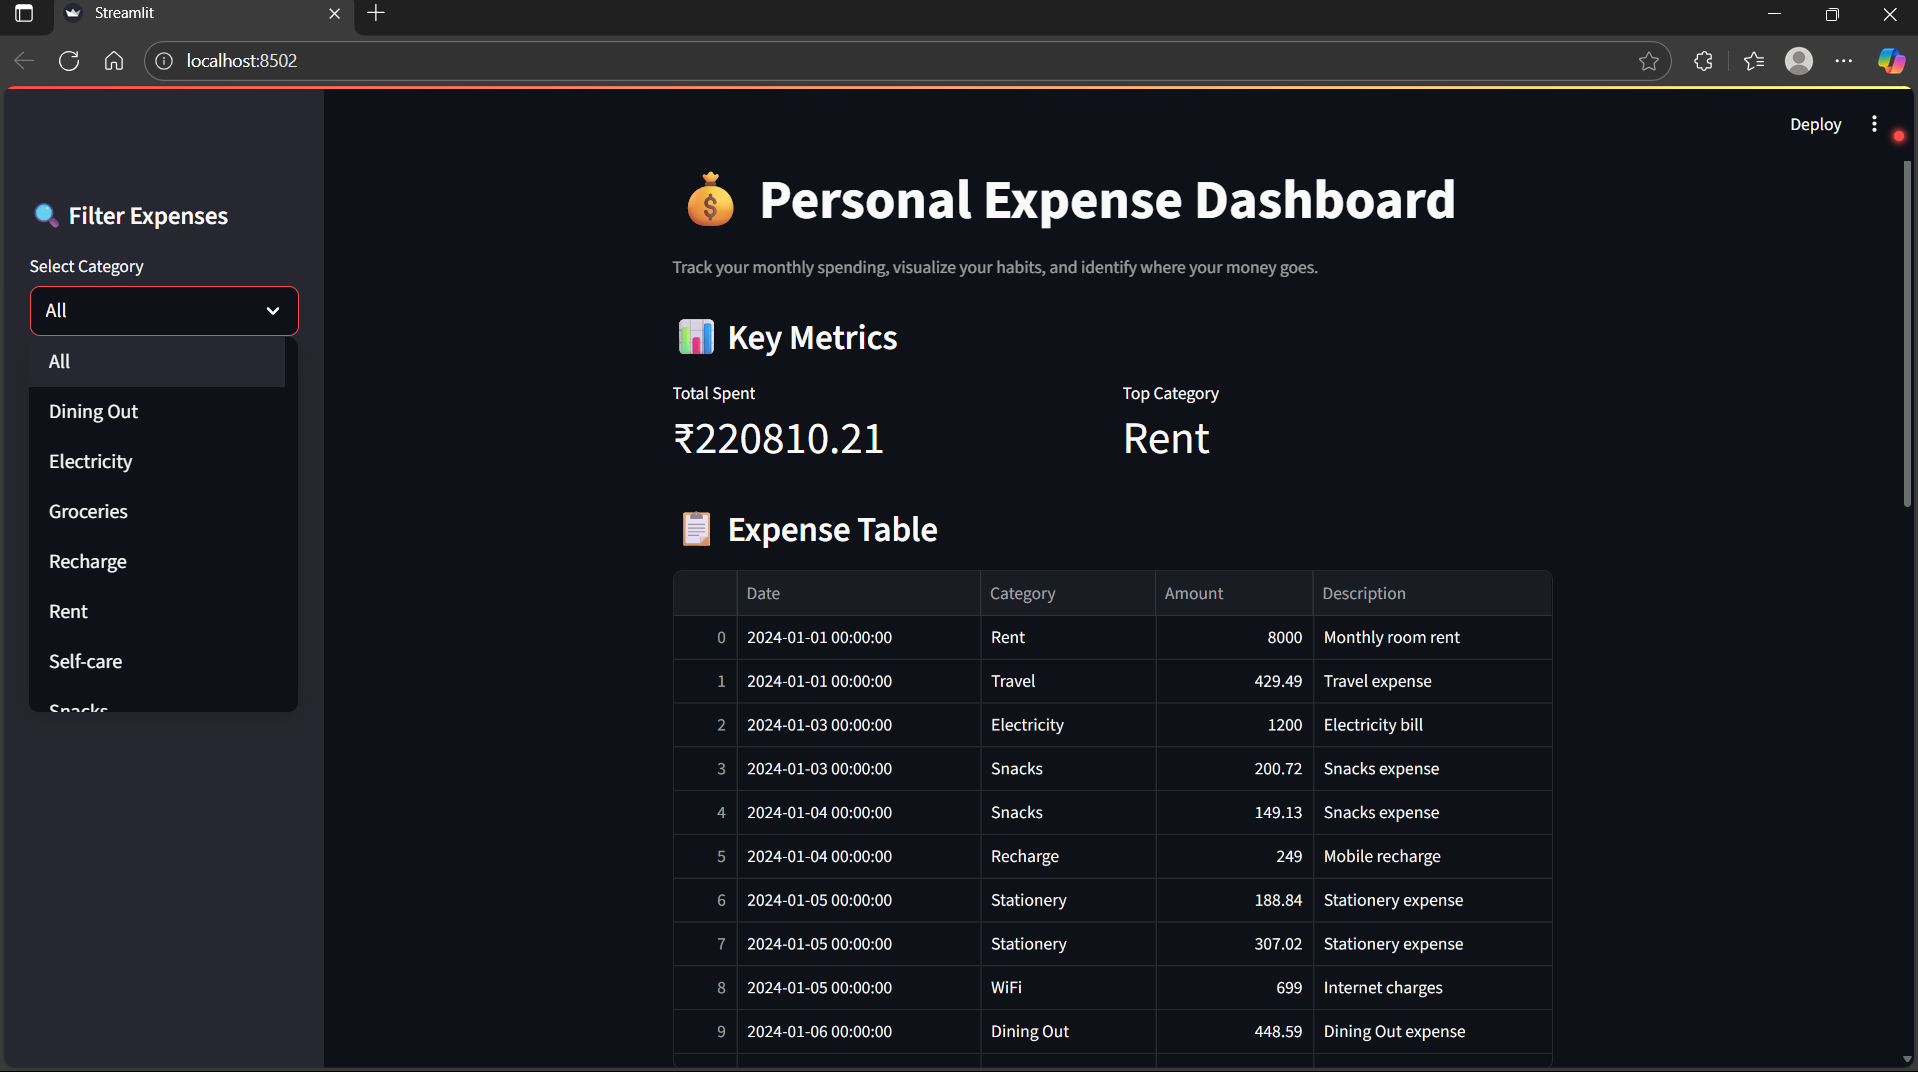 Streamlit
localhost:8502
Deploy
Filter Expenses
Select Category
All
All
Dining Out
Electricity
Groceries
Recharge
Rent
Self-care
Snacks
Personal Expense Dashboard
Track your monthly spending, visualize your habits, and identify where your money goes.
Key Metrics
Total Spent Top Category
₹220810.21 Rent
Expense Table
Date Category Amount Description
0 2024-01-01 00:00:00 Rent 8000 Monthly room rent
1 2024-01-01 00:00:00 Travel 429.49 Travel expense
2 2024-01-03 00:00:00 Electricity 1200 Electricity bill
3 2024-01-03 00:00:00 Snacks 200.72 Snacks expense
4 2024-01-04 00:00:00 Snacks 149.13 Snacks expense
5 2024-01-04 00:00:00 Recharge 249 Mobile recharge
6 2024-01-05 00:00:00 Stationery 188.84 Stationery expense
7 2024-01-05 00:00:00 Stationery 307.02 Stationery expense
8 2024-01-05 00:00:00 WiFi 699 Internet charges
9 2024-01-06 00:00:00 Dining Out 448.59 Dining Out expense